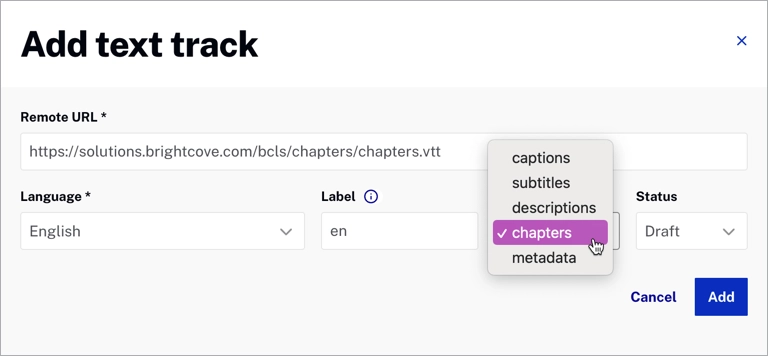 Add text track
Remote URL *
https://solutions.brightcove.com/bcls/chapters/chapters.vtt
captions
subtitles
descriptions
✓ chapters
metadata
Language *
Label
Status
English
en
Draft
Cancel
Add